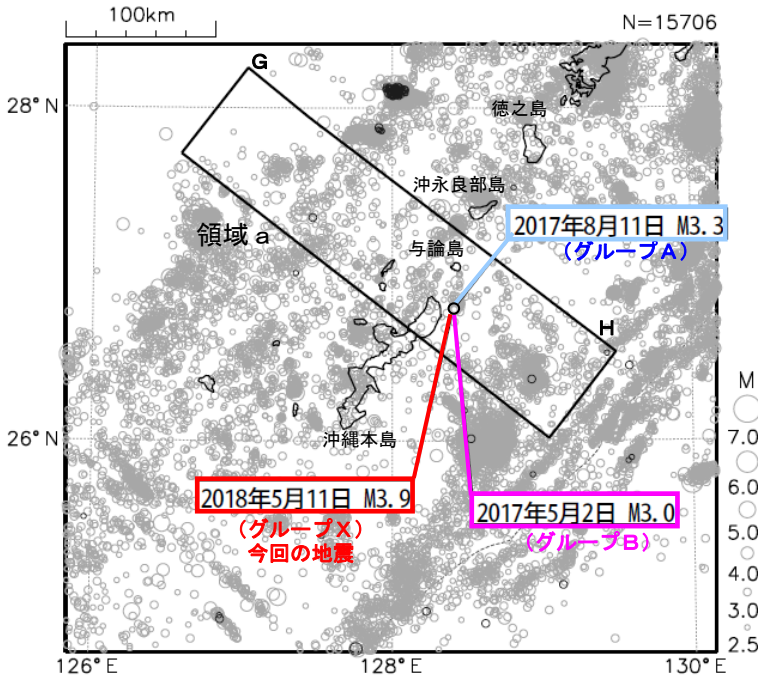 100km
N=15706
G
28°N
徳之島
沖永良部島
2017年8月11日 M3.3
(グループA)
領域a
与論島
H
M
26°N
沖縄本島
7.0
2018年5月11日 M3.9
(グループX)
今回の地震
2017年5月2日 M3.0
(グループB)
6.0
5.0
4.0
3.0
2.5
126°E
128°E
130°E